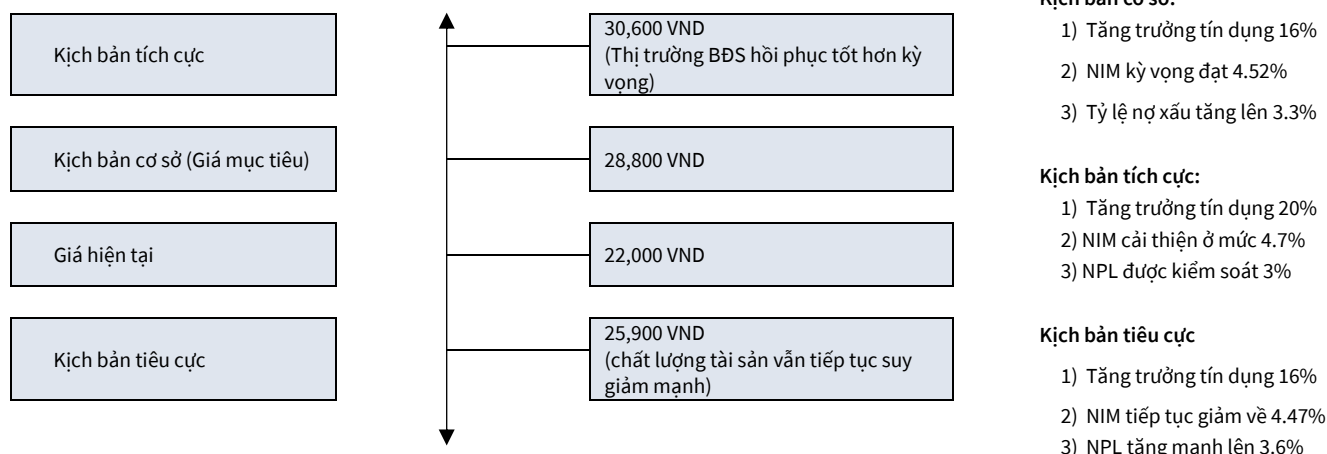 Kịch bản tích cực
30,600 VND
(Thị trường BĐS hồi phục tốt hơn kỳ
vọng)
Kịch bản cơ sở (Giá mục tiêu)
28,800 VND
Giá hiện tại
22,000 VND
Kịch bản tiêu cực
25,900 VND
(chất lượng tài sản vẫn tiếp tục suy
giảm mạnh)
Kịch bản cơ sở:
1) Tăng trưởng tín dụng 16%
2) NIM kỳ vọng đạt 4.52%
3) Tỷ lệ nợ xấu tăng lên 3.3%
Kịch bản tích cực:
1) Tăng trưởng tín dụng 20%
2) NIM cải thiện ở mức 4.7%
3) NPL được kiểm soát 3%
Kịch bản tiêu cực
1) Tăng trưởng tín dụng 16%
2) NIM tiếp tục giảm về 4.47%
3) NPL tăng mạnh lên 3.6%